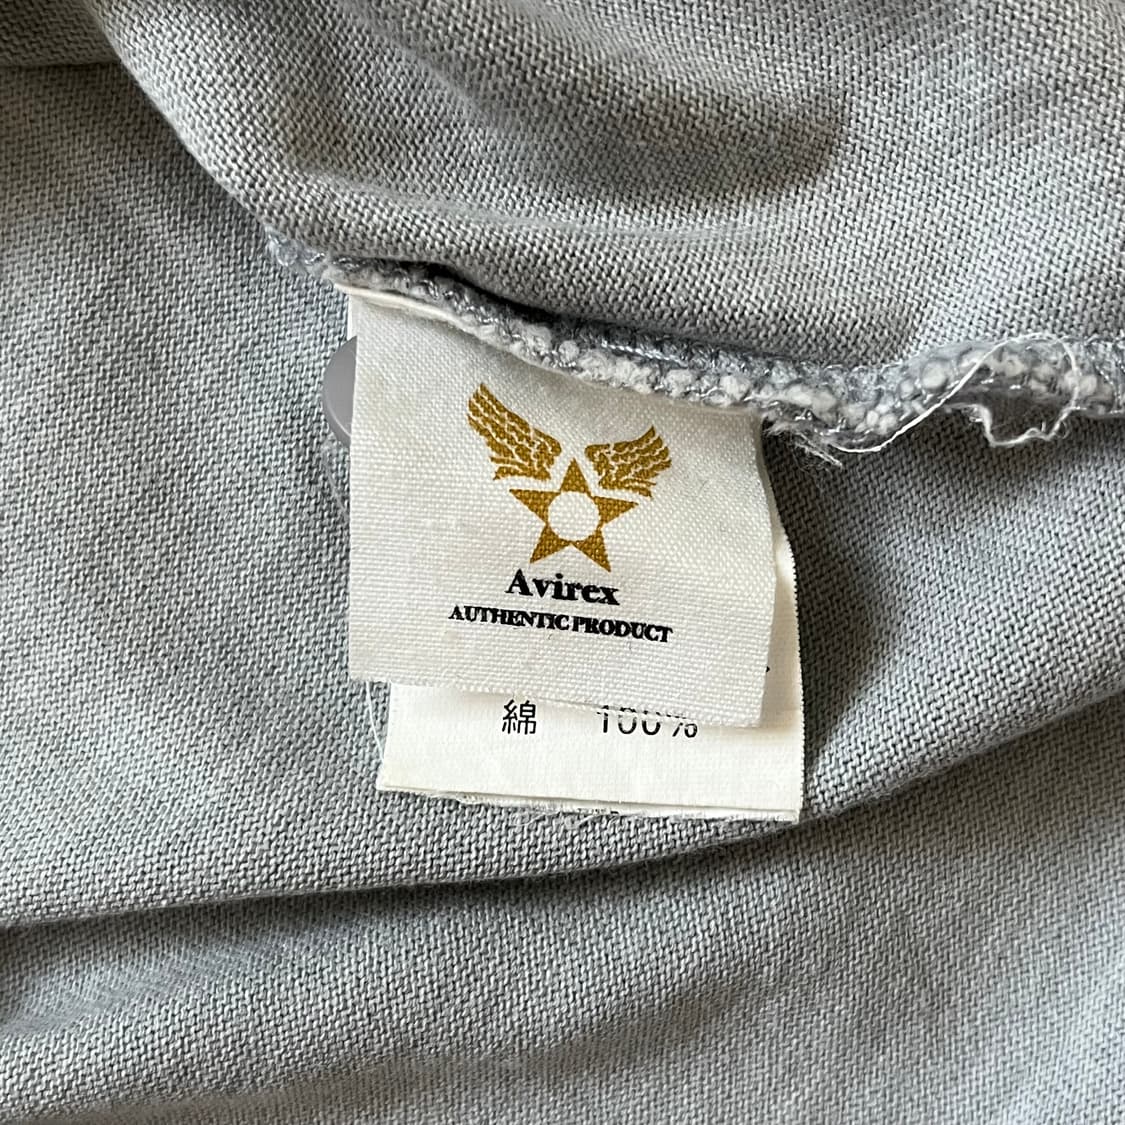 Avirex
AUTHENTIC PRODUCT
綿 100%